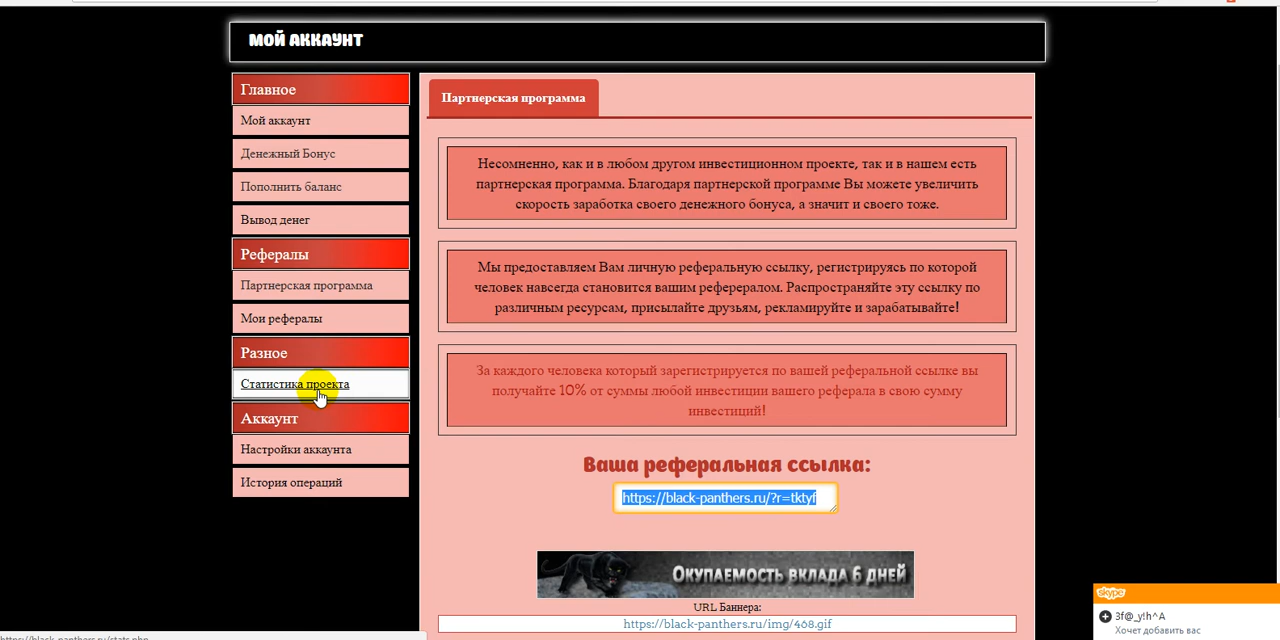 МОЙ АККАУНТ
Главное
Мой аккаунт
Денежный Бонус
Пополнить баланс
Вывод денег
Рефералы
Партнерская программа
Мои рефералы
Разное
Статистика проекта
Аккаунт
Настройки аккаунта
История операций
Партнерская программа
Несомненно, как и в любом другом инвестиционном проекте, так и в нашем есть
партнерская программа. Благодаря партнерской программе Вы можете увеличить
скорость заработка своего денежного бонуса, а значит и своего тоже.
Мы предоставляем Вам личную реферальную ссылку, регистрируясь по которой
человек навсегда становится вашим реферералом. Распространяйте эту ссылку по
различным ресурсам, присылайте друзьям, рекламируйте и зарабатывайте!
За каждого человека который зарегистрируется по вашей реферальной ссылке вы
получайте 10% от суммы любой инвестиции вашего реферала в свою сумму
инвестиций!
Ваша реферальная ссылка:
https://black-panthers.ru/?r=tktyf
Окупаемость вклада 6 дней
URL Баннера:
https://black-panthers.ru/img/468.gif
skype
3f@_y!h^A
Хочет добавить вас